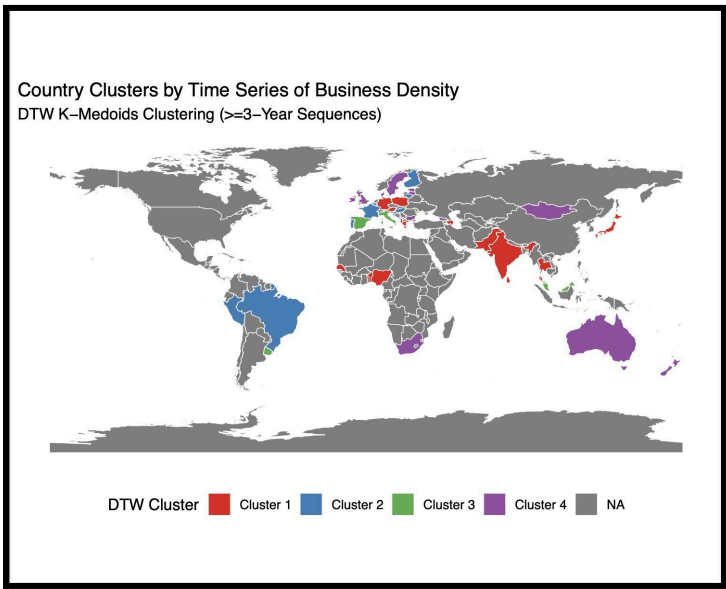 Country Clusters by Time Series of Business Density
DTW K−Medoids Clustering (>=3−Year Sequences)
DTW Cluster Cluster 1 Cluster 2 Cluster 3 Cluster 4 NA